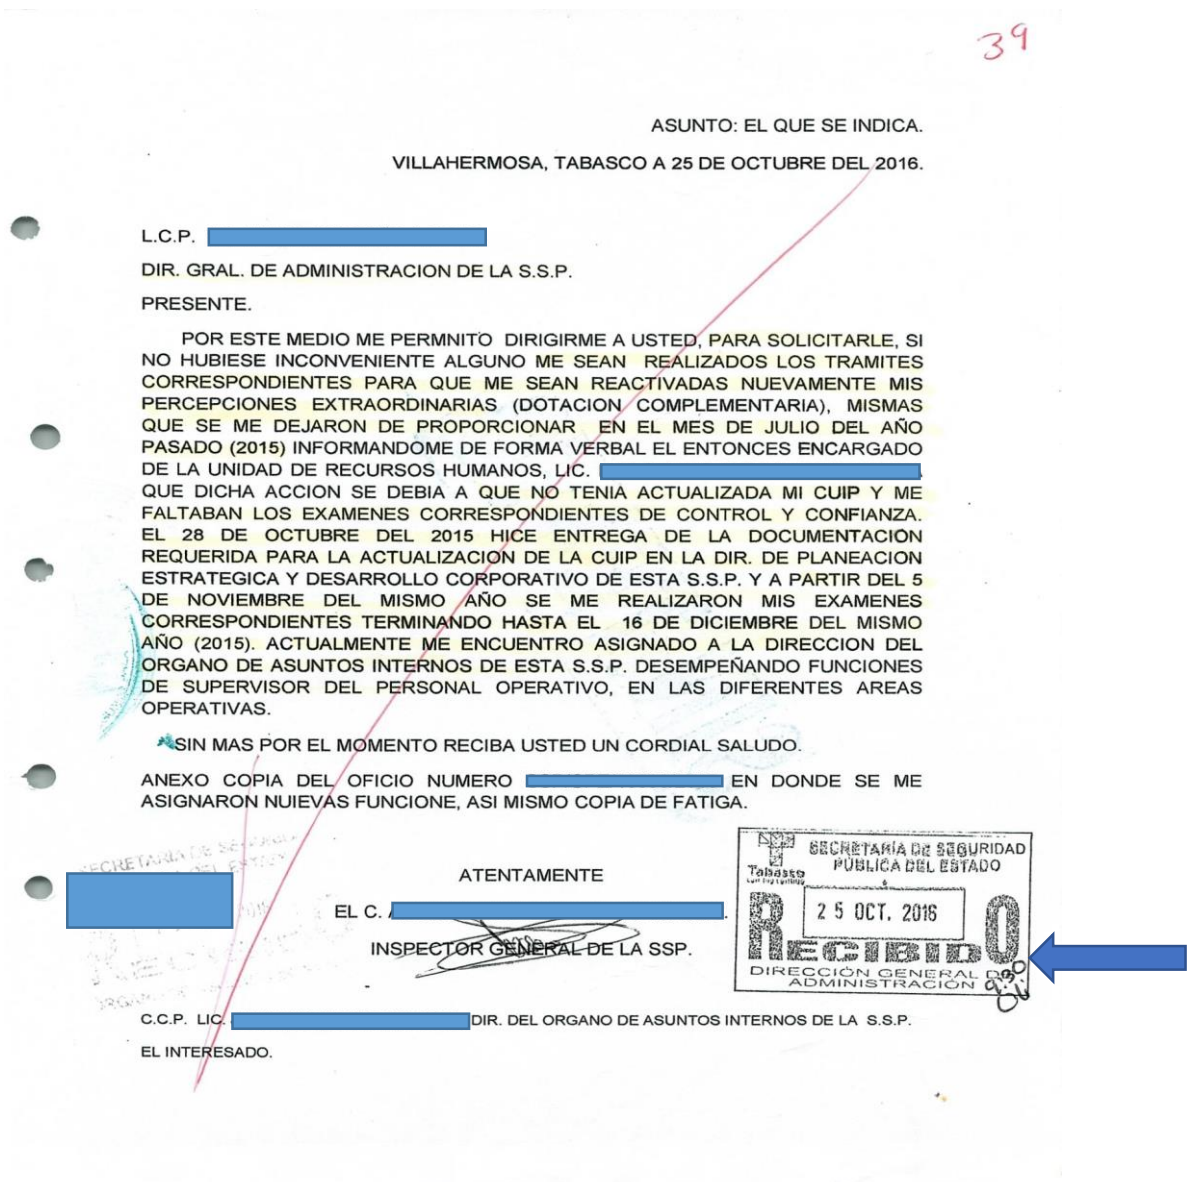 39
ASUNTO: EL QUE SE INDICA.
VILLAHERMOSA, TABASCO A 25 DE OCTUBRE DEL 2016.
L.C.P.
DIR. GRAL. DE ADMINISTRACION DE LA S.S.P.
PRESENTE.
POR ESTE MEDIO ME PERMNITO DIRIGIRME A USTED, PARA SOLICITARLE, SI
NO HUBIESE INCONVENIENTE ALGUNO ME SEAN REALIZADOS LOS TRAMITES
CORRESPONDIENTES PARA QUE ME SEAN REACTIVADAS NUEVAMENTE MIS
PERCEPCIONES EXTRAORDINARIAS (DOTACION COMPLEMENTARIA), MISMAS
QUE SE ME DEJARON DE PROPORCIONAR EN EL MES DE JULIO DEL AÑO
PASADO (2015) INFORMANDOME DE FORMA VERBAL EL ENTONCES ENCARGADO
DE LA UNIDAD DE RECURSOS HUMANOS, LIC.
QUE DICHA ACCION SE DEBIA A QUE NO TENIA ACTUALIZADA MI CUIP Y ME
FALTABAN LOS EXAMENES CORRESPONDIENTES DE CONTROL Y CONFIANZA.
EL 28 DE OCTUBRE DEL 2015 HICE ENTREGA DE LA DOCUMENTACIÓN
REQUERIDA PARA LA ACTUALIZACIÓN DE LA CUIP EN LA DIR. DE PLANEACION
ESTRATEGICA Y DESARROLLO CORPORATIVO DE ESTA S.S.P. Y A PARTIR DEL 5
DE NOVIEMBRE DEL MISMO AÑO SE ME REALIZARON MIS EXAMENES
CORRESPONDIENTES TERMINANDO HASTA EL 16 DE DICIEMBRE DEL MISMO
AÑO (2015). ACTUALMENTE ME ENCUENTRO ASIGNADO A LA DIRECCION DEL
ORGANO DE ASUNTOS INTERNOS DE ESTA S.S.P. DESEMPEÑANDO FUNCIONES
DE SUPERVISOR DEL PERSONAL OPERATIVO, EN LAS DIFERENTES AREAS
OPERATIVAS.
SIN MAS POR EL MOMENTO RECIBA USTED UN CORDIAL SALUDO.
ANEXO COPIA DEL OFICIO NUMERO EN DONDE SE ME
ASIGNARON NUIEVAS FUNCIONE, ASI MISMO COPIA DE FATIGA.
ATENTAMENTE
EL C.
INSPECTOR GENERAL DE LA SSP.
SECRETARÍA DE SEGURIDAD
PÚBLICA DEL ESTADO
Tabasco
25 OCT. 2016
RECIBIDO
DIRECCIÓN GENERAL DE
ADMINISTRACIÓN
9:30
C.C.P. LIC. DIR. DEL ORGANO DE ASUNTOS INTERNOS DE LA S.S.P.
EL INTERESADO.